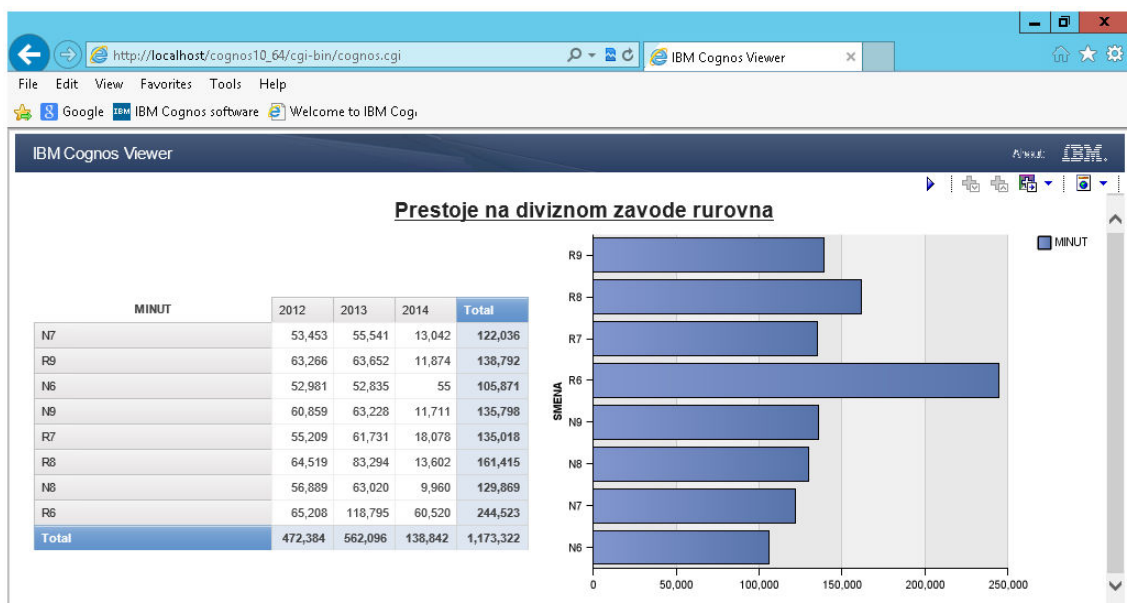 http://localhost/cognos10_64/cgi-bin/cognos.cgi
IBM Cognos Viewer
File Edit View Favorites Tools Help
Google IBM IBM Cognos software Welcome to IBM Cog
IBM Cognos Viewer
About
IBM.
Prestoje na diviznom zavode rurovna
MINUT 2012 2013 2014 Total
N7 53,453 55,541 13,042 122,036
R9 63,266 63,652 11,874 138,792
N6 52,981 52,835 55 105,871
N9 60,859 63,228 11,711 135,798
R7 55,209 61,731 18,078 135,018
R8 64,519 83,294 13,602 161,415
N8 56,889 63,020 9,960 129,869
R6 65,208 118,795 60,520 244,523
Total 472,384 562,096 138,842 1,173,322
SMENA
R9
R8
R7
R6
N9
N8
N7
N6
0 50,000 100,000 150,000 200,000 250,000
MINUT